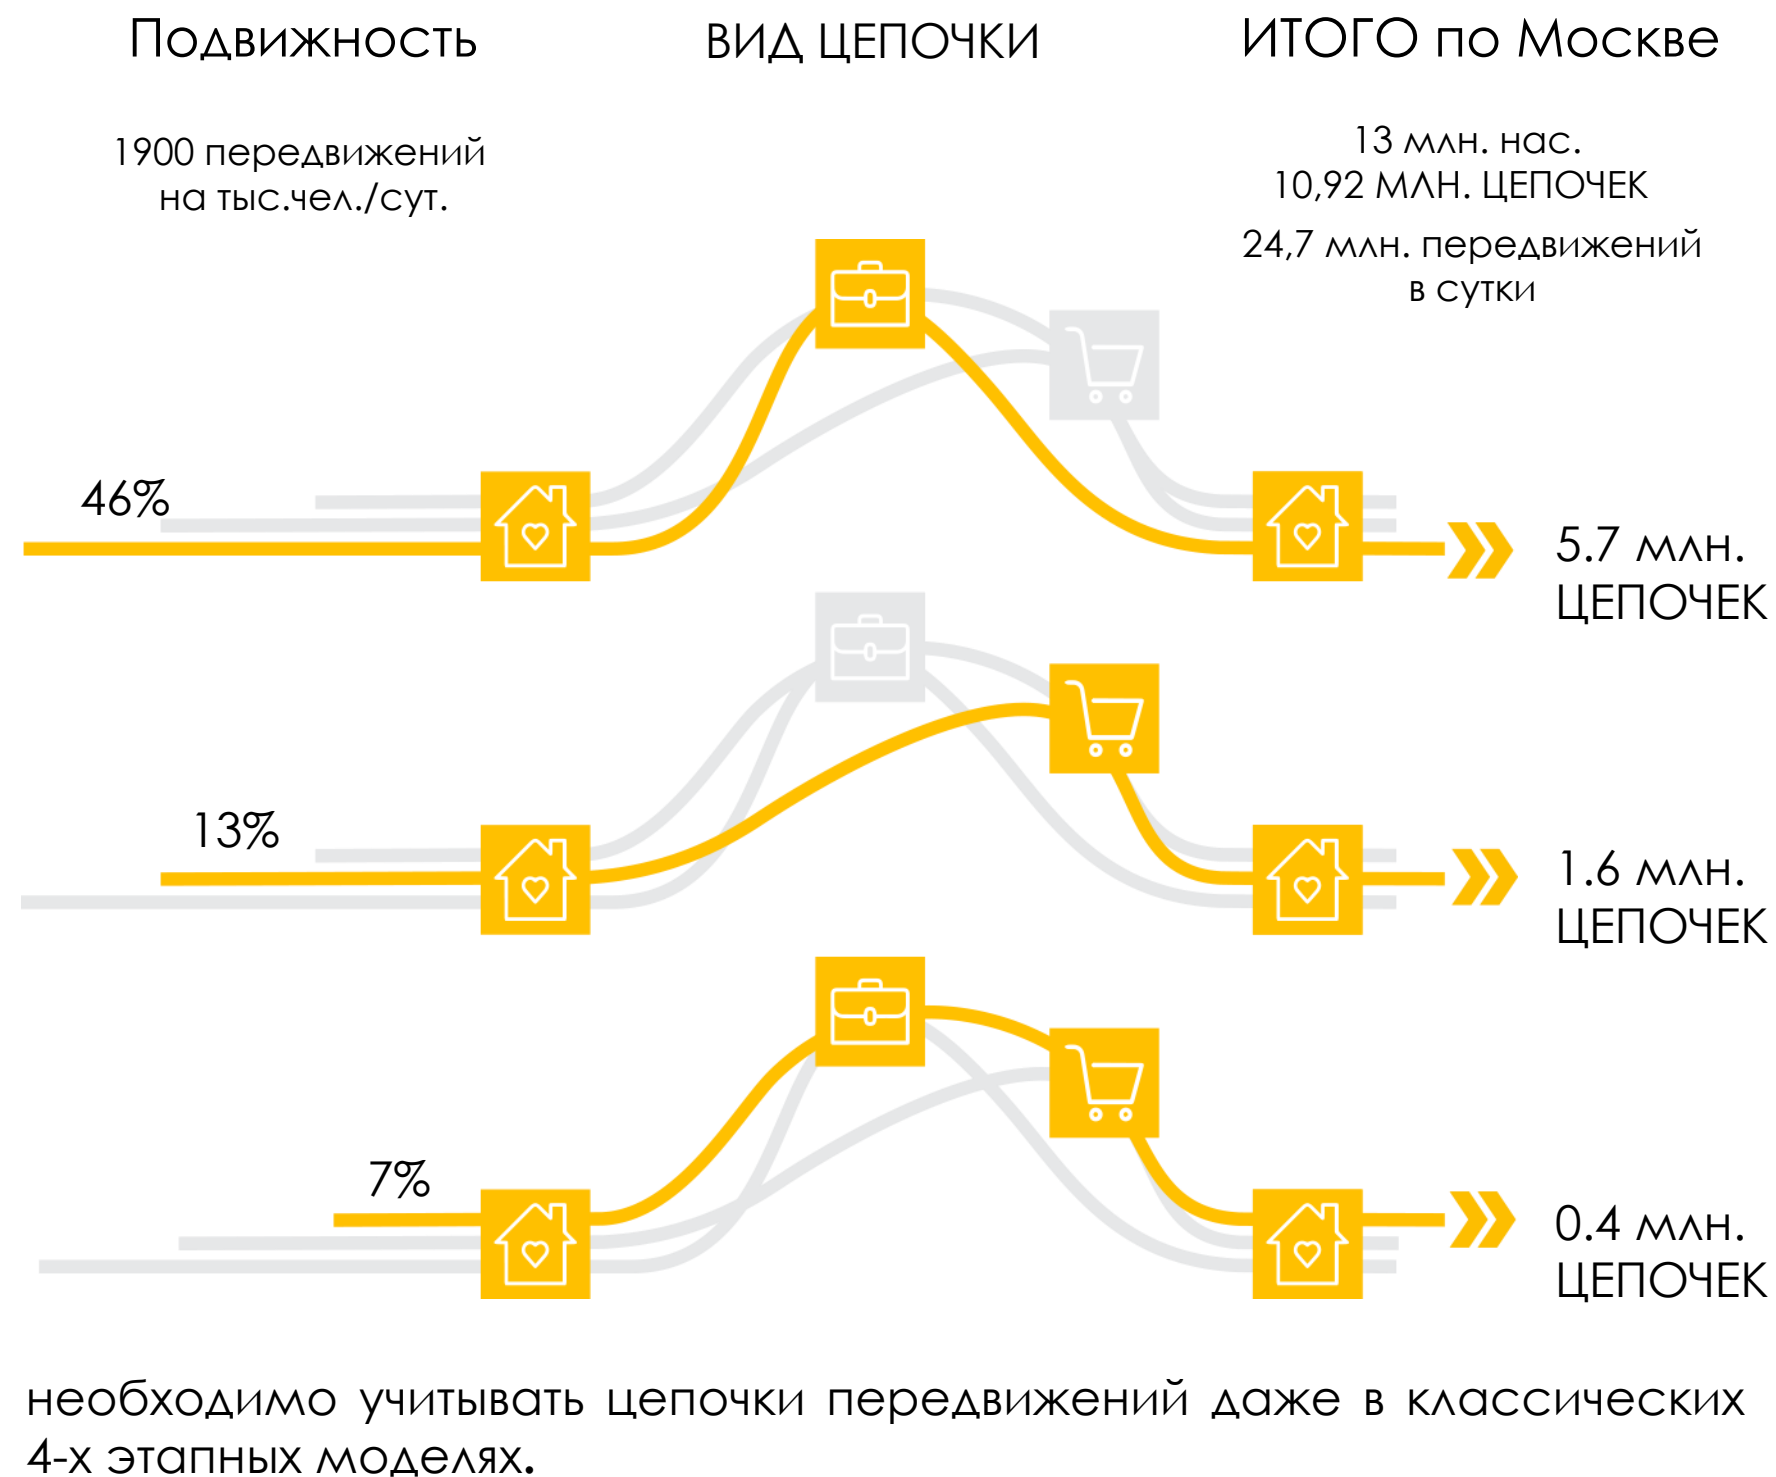 Подвижность
ВИД ЦЕПОЧКИ
ИТОГО по Москве
1900 передвижений
на тыс.чел./сут.
13 млн. нас.
10,92 МЛН. ЦЕПОЧЕК
24,7 млн. передвижений
в сутки
46%
5.7 млн.
ЦЕПОЧЕК
13%
1.6 млн.
ЦЕПОЧЕК
7%
0.4 млн.
ЦЕПОЧЕК
необходимо учитывать цепочки передвижений даже в классических
4-х этапных моделях.